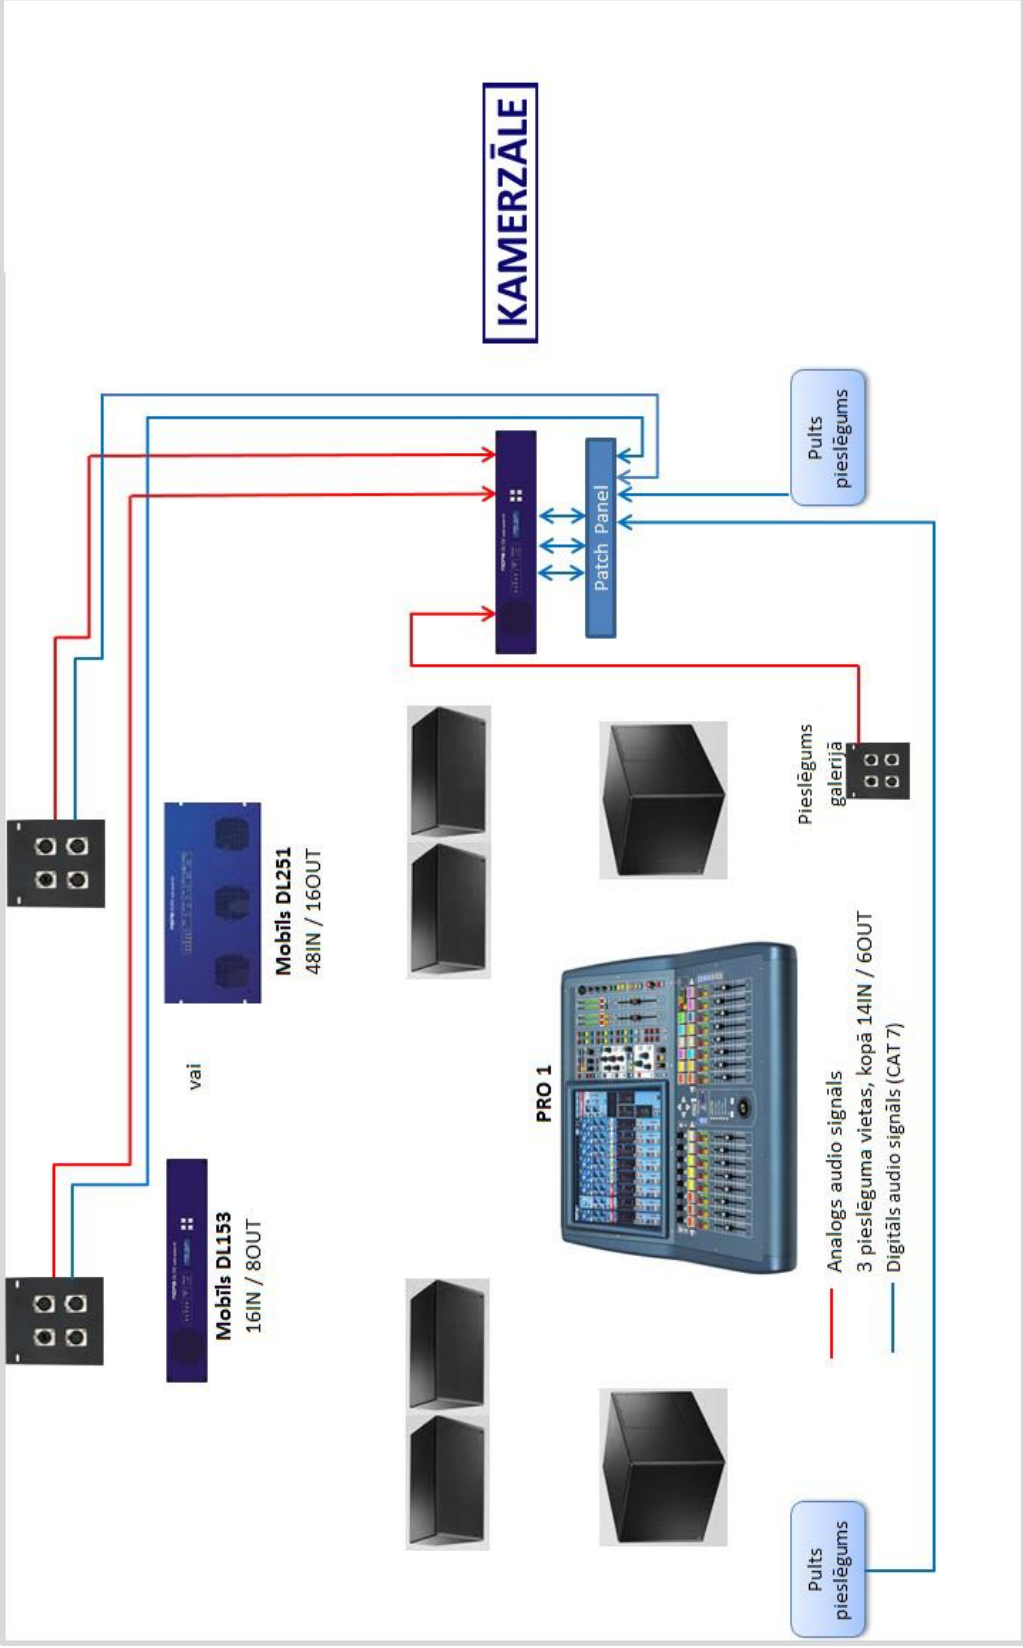 KAMERZĀLE
Mobīls DL153
16IN / 8OUT
vai
Mobīls DL251
48IN / 16OUT
PRO 1
Patch Panel
Pults
pieslēgums
Pieslēgums
galerijā
Pults
pieslēgums
Analogs audio signāls
3 pieslēguma vietas, kopā 14IN / 6OUT
Digitāls audio signāls (CAT 7)